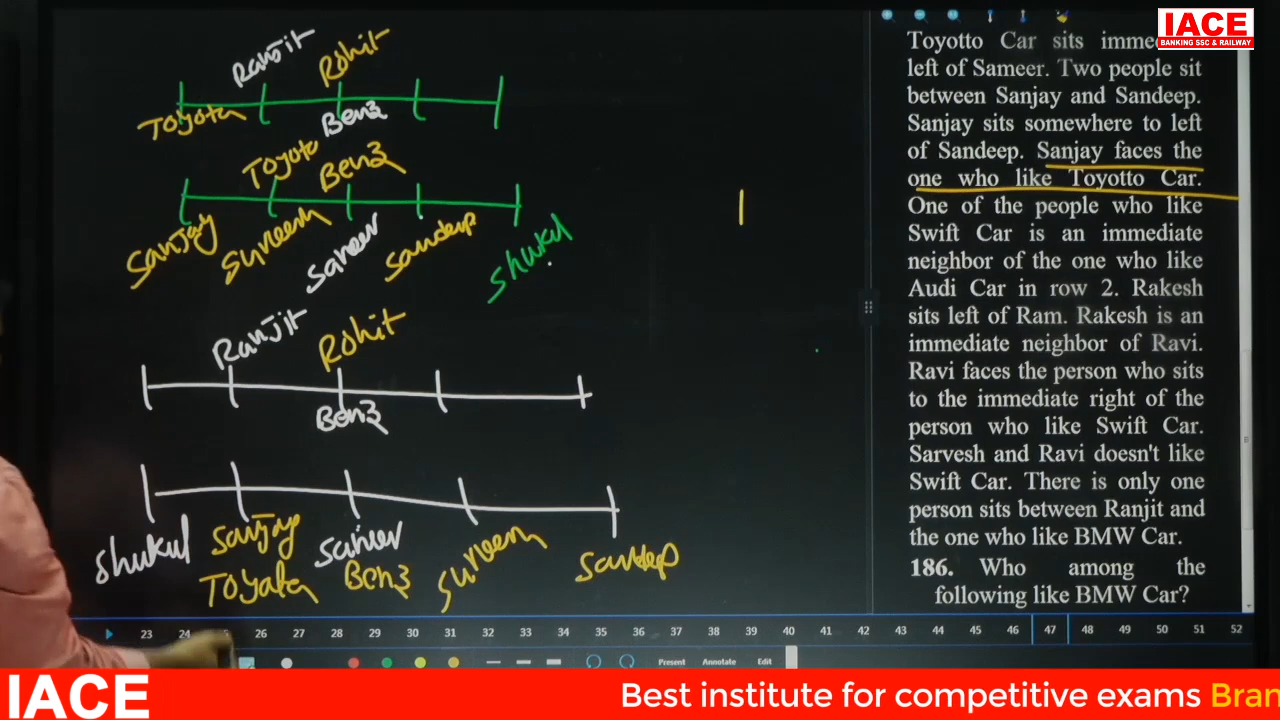 Ranjit
Rohit
Toyota
Benz
Toyota
Benz
Sanjay
Sureern
Sameer
Sandeep
Shukul
Ranjit
Rohit
Benz
Shukul
Sanjay
Sameer
Sureern
Sandeep
Toyata
Benz
IACE
BANKING SSC & RAILWAY
Toyotto Car sits
left of Sameer. Two people sit
between Sanjay and Sandeep.
Sanjay sits somewhere to left
of Sandeep. Sanjay faces the
one who like Toyotto Car.
One of the people who like
Swift Car is an immediate
neighbor of the one who like
Audi Car in row 2. Rakesh
sits left of Ram. Rakesh is an
immediate neighbor of Ravi.
Ravi faces the person who sits
to the immediate right of the
person who like Swift Car.
Sarvesh and Ravi doesn't like
Swift Car. There is only one
person sits between Ranjit and
the one who like BMW Car.
186. Who among the
following like BMW Car?
23 24 26 27 28 29 30 31 32 33 34 35 36 37 38 39 40 41 42 43 44 45 46 47 48 49 50 51 52
Present Annotate Edit
IACE
Best institute for competitive exams Bran